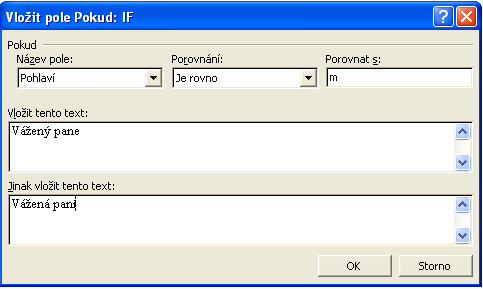 Vložit pole Pokud: IF
Pokud
Název pole: Porovnání: Porovnat s:
Pohlaví Je rovno m
Vložit tento text:
Vážený pane
Jinak vložit tento text:
Vážená paní
OK Storno